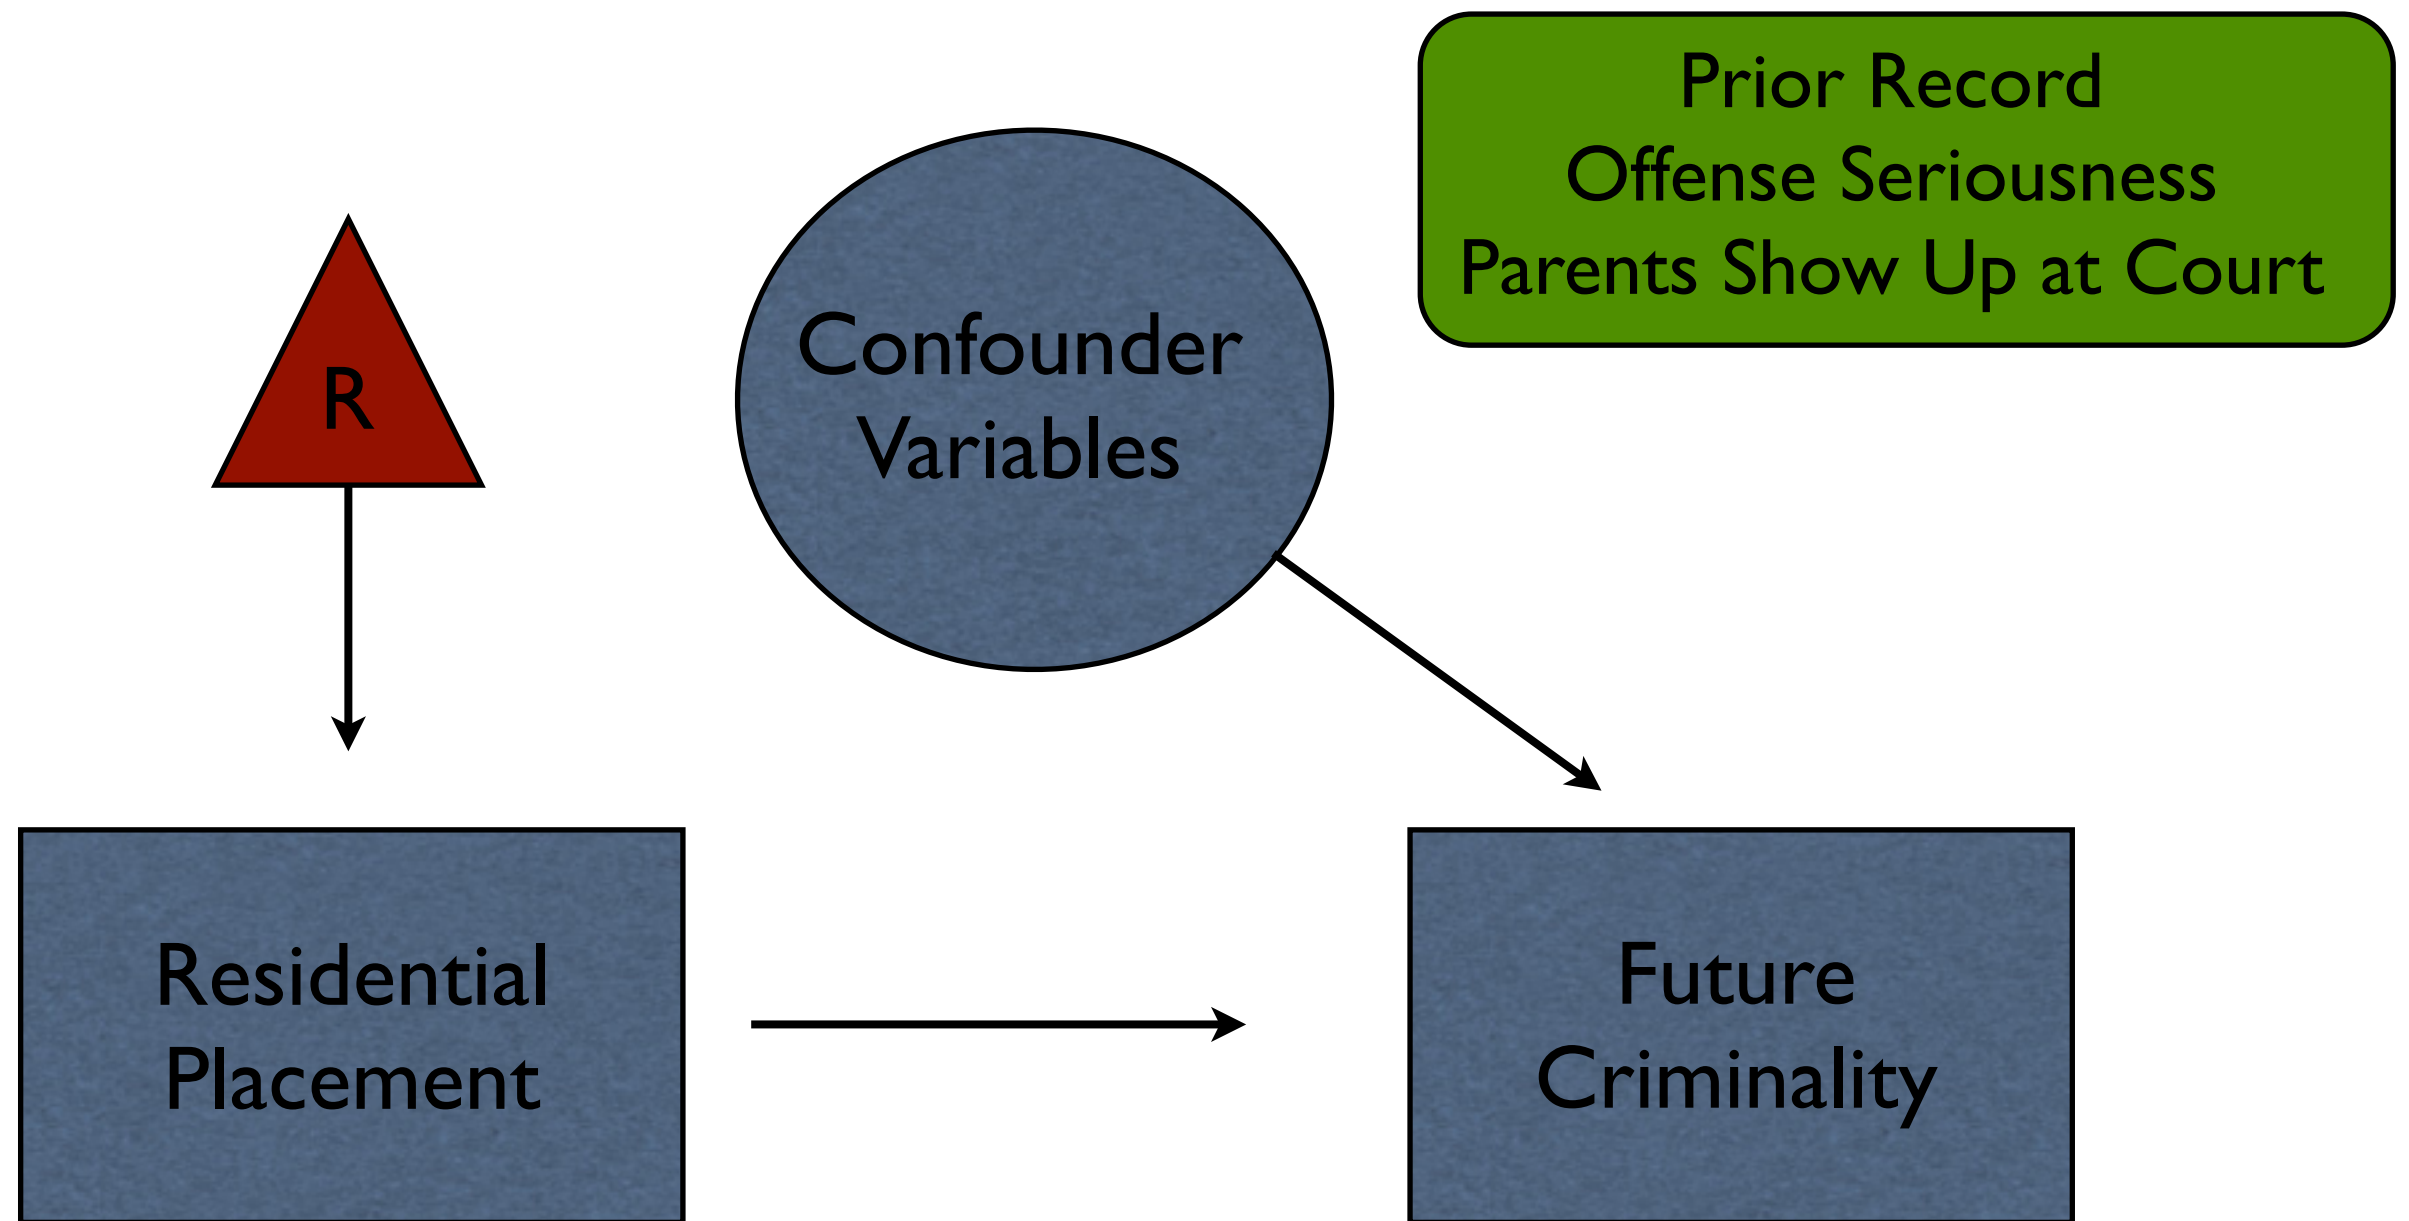 Prior Record
Offense Seriousness
Parents Show Up at Court
R
Confounder
Variables
Residential
Placement
Future
Criminality